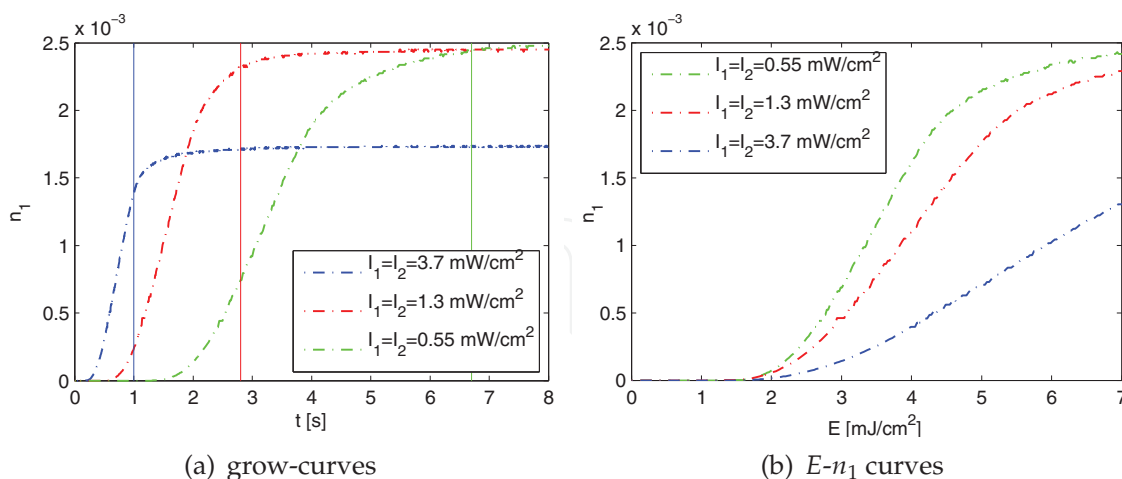 x 10⁻³
2.5
2
1.5
1
0.5
0
n₁
0 1 2 3 4 5 6 7 8
t [s]
I₁=I₂=3.7 mW/cm²
I₁=I₂=1.3 mW/cm²
I₁=I₂=0.55 mW/cm²
(a) grow-curves
x 10⁻³
2.5
2
1.5
1
0.5
0
n₁
0 1 2 3 4 5 6 7
E [mJ/cm²]
I₁=I₂=0.55 mW/cm²
I₁=I₂=1.3 mW/cm²
I₁=I₂=3.7 mW/cm²
(b) E-n₁ curves